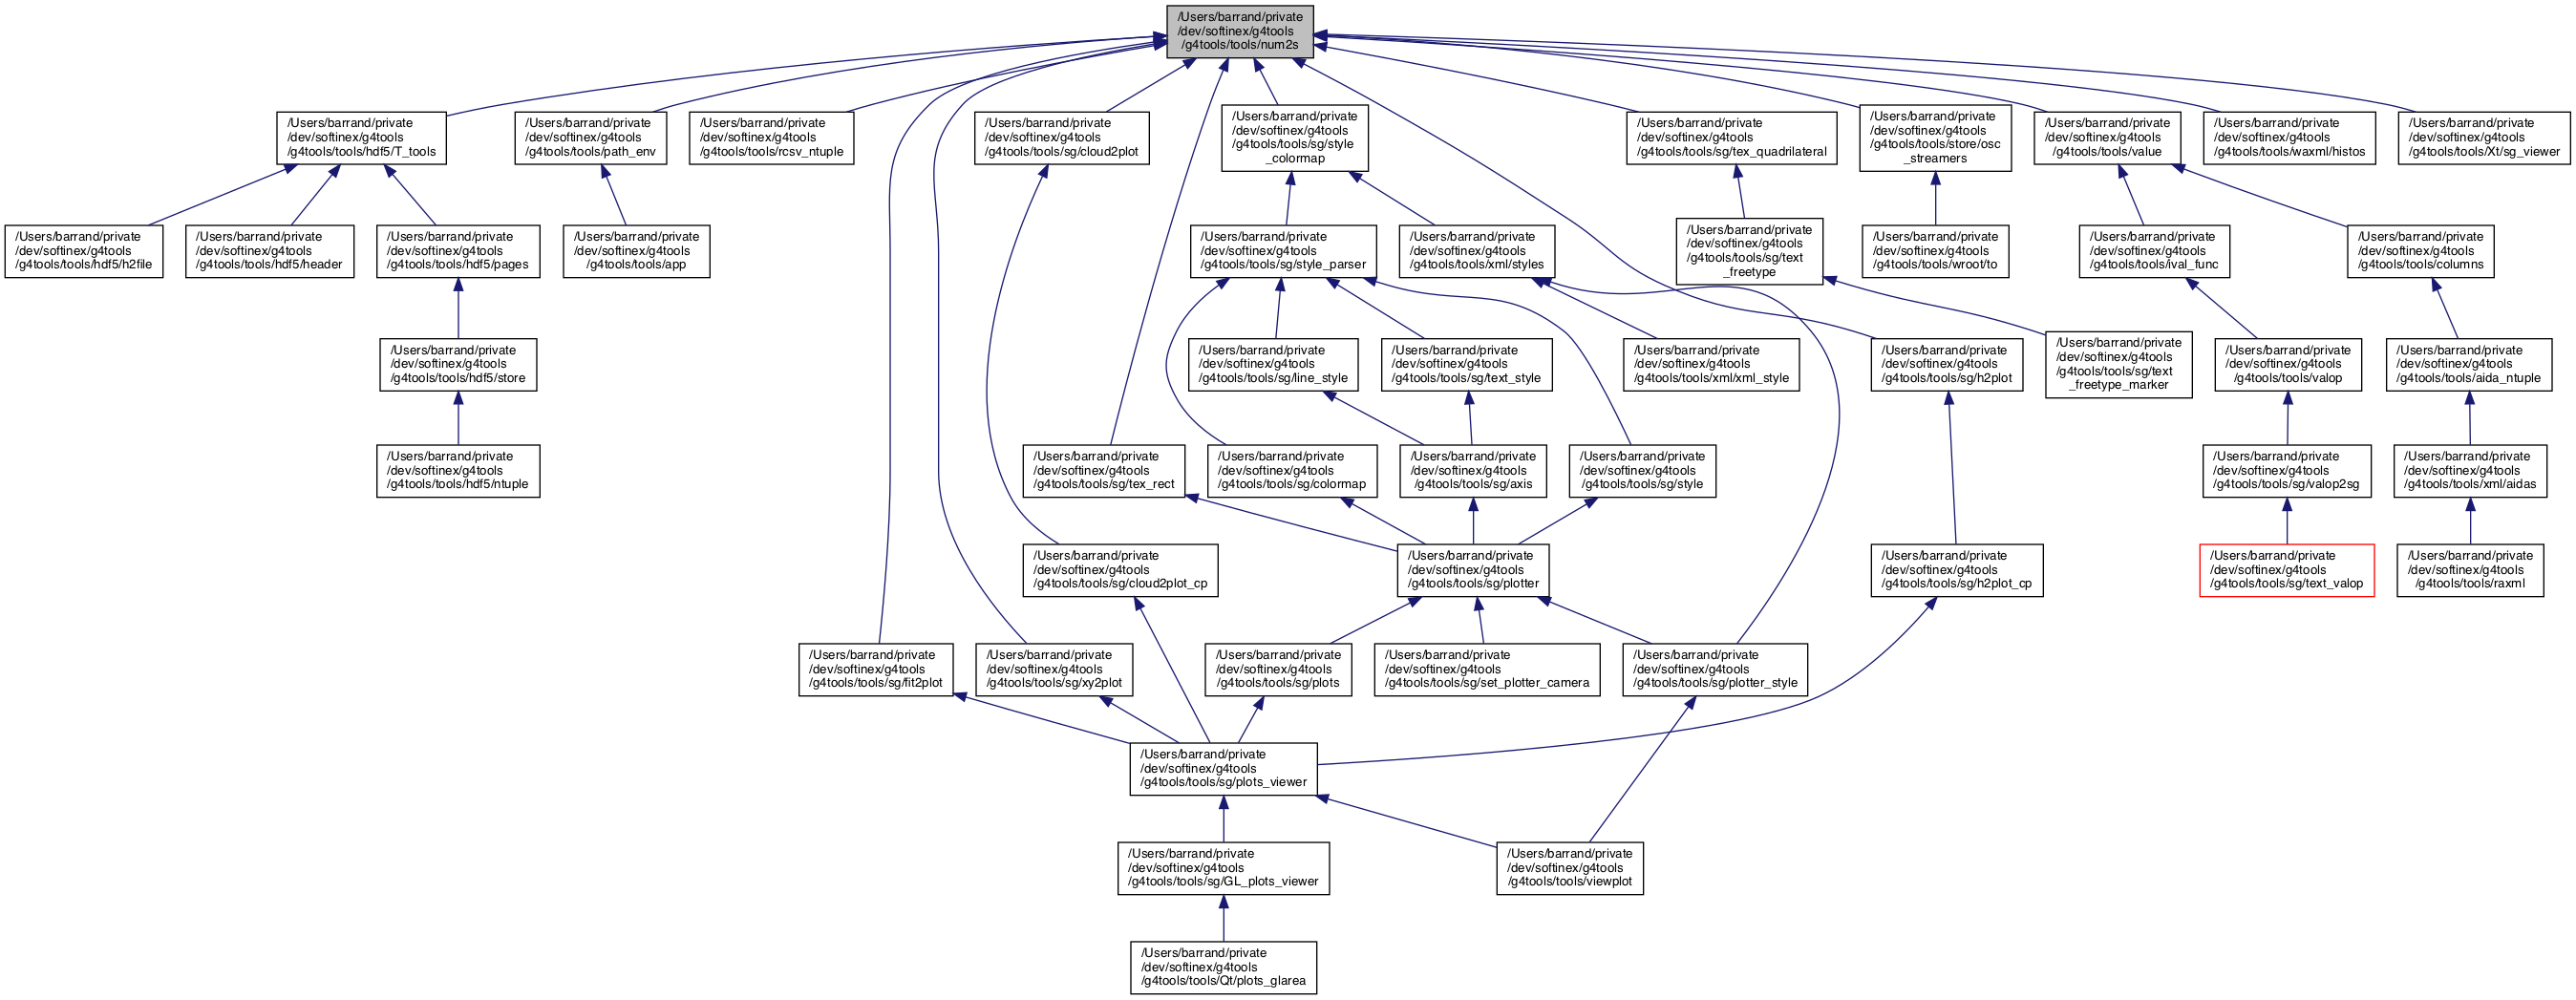 /Users/barrand/private
/dev/softinex/g4tools
/g4tools/tools/num2s
/Users/barrand/private
/dev/softinex/g4tools
/g4tools/tools/hdf5/T_tools
/Users/barrand/private
/dev/softinex/g4tools
/g4tools/tools/path_env
/Users/barrand/private
/dev/softinex/g4tools
/g4tools/tools/rcsv_ntuple
/Users/barrand/private
/dev/softinex/g4tools
/g4tools/tools/sg/cloud2plot
/Users/barrand/private
/dev/softinex/g4tools
/g4tools/tools/sg/style
_colormap
/Users/barrand/private
/dev/softinex/g4tools
/g4tools/tools/sg/tex_quadrilateral
/Users/barrand/private
/dev/softinex/g4tools
/g4tools/tools/store/osc
_streamers
/Users/barrand/private
/dev/softinex/g4tools
/g4tools/tools/value
/Users/barrand/private
/dev/softinex/g4tools
/g4tools/tools/waxml/histos
/Users/barrand/private
/dev/softinex/g4tools
/g4tools/tools/Xt/sg_viewer
/Users/barrand/private
/dev/softinex/g4tools
/g4tools/tools/hdf5/h2file
/Users/barrand/private
/dev/softinex/g4tools
/g4tools/tools/hdf5/header
/Users/barrand/private
/dev/softinex/g4tools
/g4tools/tools/hdf5/pages
/Users/barrand/private
/dev/softinex/g4tools
/g4tools/tools/app
/Users/barrand/private
/dev/softinex/g4tools
/g4tools/tools/sg/style_parser
/Users/barrand/private
/dev/softinex/g4tools
/g4tools/tools/xml/styles
/Users/barrand/private
/dev/softinex/g4tools
/g4tools/tools/sg/text
_freetype
/Users/barrand/private
/dev/softinex/g4tools
/g4tools/tools/wroot/to
/Users/barrand/private
/dev/softinex/g4tools
/g4tools/tools/ival_func
/Users/barrand/private
/dev/softinex/g4tools
/g4tools/tools/columns
/Users/barrand/private
/dev/softinex/g4tools
/g4tools/tools/hdf5/store
/Users/barrand/private
/dev/softinex/g4tools
/g4tools/tools/sg/line_style
/Users/barrand/private
/dev/softinex/g4tools
/g4tools/tools/sg/text_style
/Users/barrand/private
/dev/softinex/g4tools
/g4tools/tools/xml/xml_style
/Users/barrand/private
/dev/softinex/g4tools
/g4tools/tools/sg/h2plot
/Users/barrand/private
/dev/softinex/g4tools
/g4tools/tools/sg/text
_freetype_marker
/Users/barrand/private
/dev/softinex/g4tools
/g4tools/tools/valop
/Users/barrand/private
/dev/softinex/g4tools
/g4tools/tools/aida_ntuple
/Users/barrand/private
/dev/softinex/g4tools
/g4tools/tools/hdf5/ntuple
/Users/barrand/private
/dev/softinex/g4tools
/g4tools/tools/sg/tex_rect
/Users/barrand/private
/dev/softinex/g4tools
/g4tools/tools/sg/colormap
/Users/barrand/private
/dev/softinex/g4tools
/g4tools/tools/sg/axis
/Users/barrand/private
/dev/softinex/g4tools
/g4tools/tools/sg/style
/Users/barrand/private
/dev/softinex/g4tools
/g4tools/tools/sg/valop2sg
/Users/barrand/private
/dev/softinex/g4tools
/g4tools/tools/xml/aidas
/Users/barrand/private
/dev/softinex/g4tools
/g4tools/tools/sg/cloud2plot_cp
/Users/barrand/private
/dev/softinex/g4tools
/g4tools/tools/sg/plotter
/Users/barrand/private
/dev/softinex/g4tools
/g4tools/tools/sg/h2plot_cp
/Users/barrand/private
/dev/softinex/g4tools
/g4tools/tools/sg/text_valop
/Users/barrand/private
/dev/softinex/g4tools
/g4tools/tools/raxml
/Users/barrand/private
/dev/softinex/g4tools
/g4tools/tools/sg/fit2plot
/Users/barrand/private
/dev/softinex/g4tools
/g4tools/tools/sg/xy2plot
/Users/barrand/private
/dev/softinex/g4tools
/g4tools/tools/sg/plots
/Users/barrand/private
/dev/softinex/g4tools
/g4tools/tools/sg/set_plotter_camera
/Users/barrand/private
/dev/softinex/g4tools
/g4tools/tools/sg/plotter_style
/Users/barrand/private
/dev/softinex/g4tools
/g4tools/tools/sg/plots_viewer
/Users/barrand/private
/dev/softinex/g4tools
/g4tools/tools/sg/GL_plots_viewer
/Users/barrand/private
/dev/softinex/g4tools
/g4tools/tools/viewplot
/Users/barrand/private
/dev/softinex/g4tools
/g4tools/tools/Qt/plots_glarea